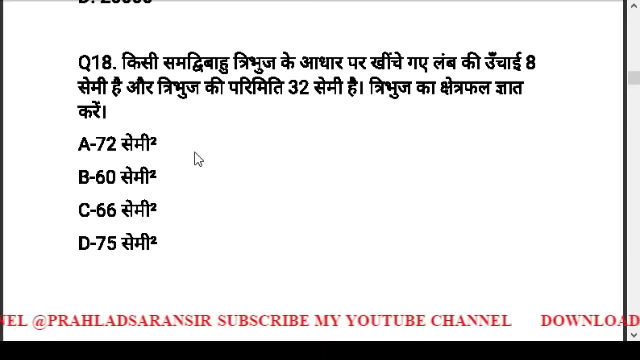 Q18. किसी समद्विबाहु त्रिभुज के आधार पर खींचे गए लंब की उँचाई 8
सेमी है और त्रिभुज की परिमिति 32 सेमी है। त्रिभुज का क्षेत्रफल ज्ञात
करें।
A-72 सेमी²
B-60 सेमी²
C-66 सेमी²
D-75 सेमी²
NEL @PRAHLADSARANSIR SUBSCRIBE MY YOUTUBE CHANNEL DOWNLOAD